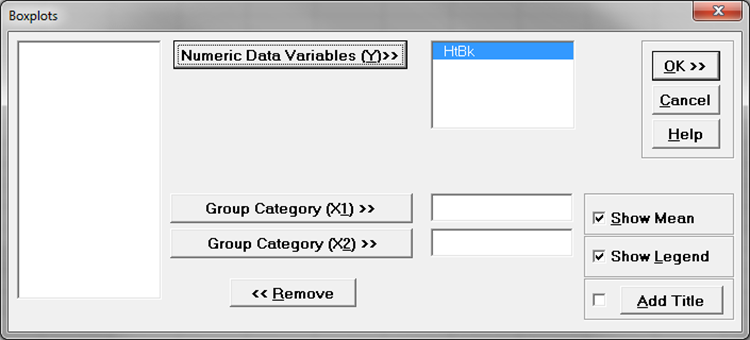 Boxplots
Numeric Data Variables (Y)>>
HtBk
OK >>
Cancel
Help
Group Category (X1) >>
Show Mean
Group Category (X2) >>
Show Legend
<< Remove
Add Title